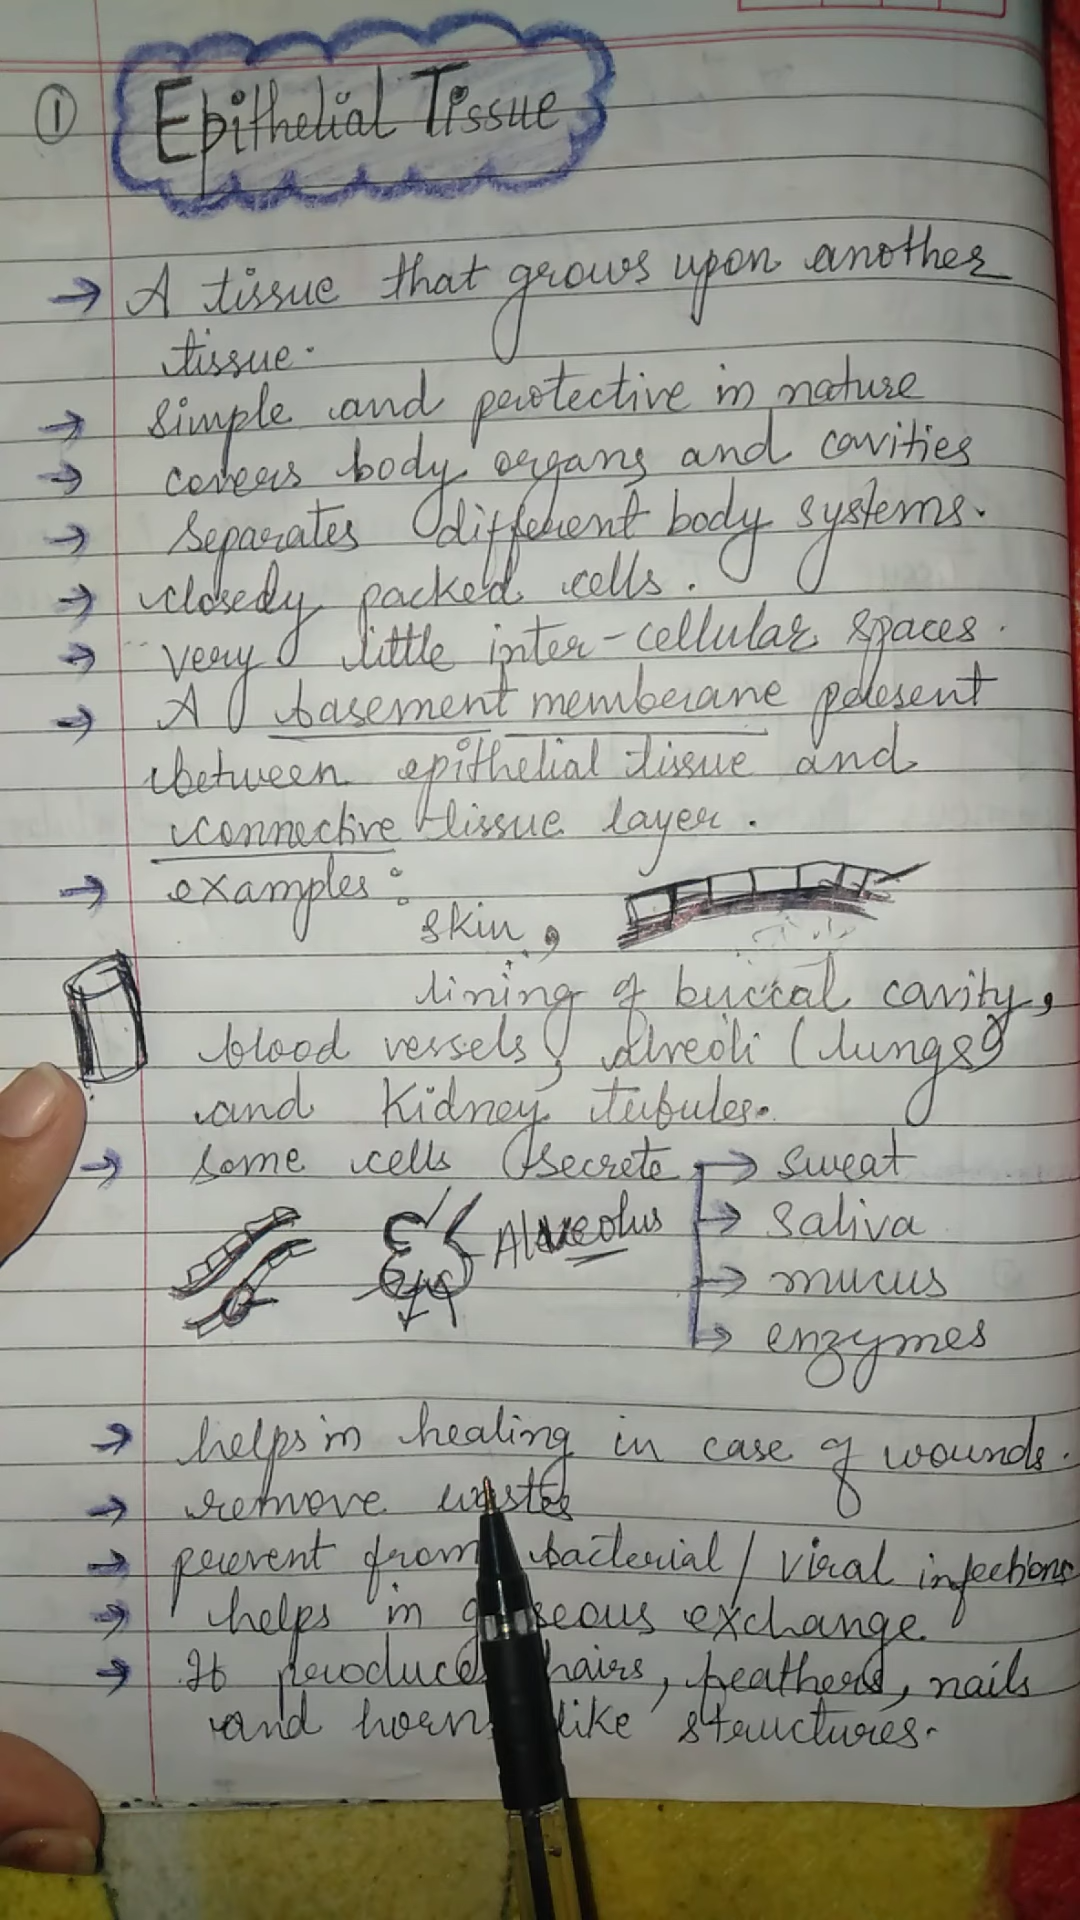 ① Epithelial Tissue
→ A tissue that grows upon another
tissue.
→ simple and protective in nature
→ covers body organs and cavities
→ Separates different body systems.
→ closely packed cells.
→ very little inter-cellular spaces.
→ A basement membrane present
between epithelial tissue and
connective tissue layer.
→ examples:
skin,
lining of buccal cavity,
blood vessels, alveoli (lungs)
and Kidney tubules.
→ some cells secrete → sweat
Alveolus → saliva
→ mucus
→ enzymes
→ helps in healing in case of wounds.
→ remove wastes
→ prevent from bacterial / viral infections
→ helps in gaseous exchange.
→ It produces hairs, feathers, nails
and horns like structures.